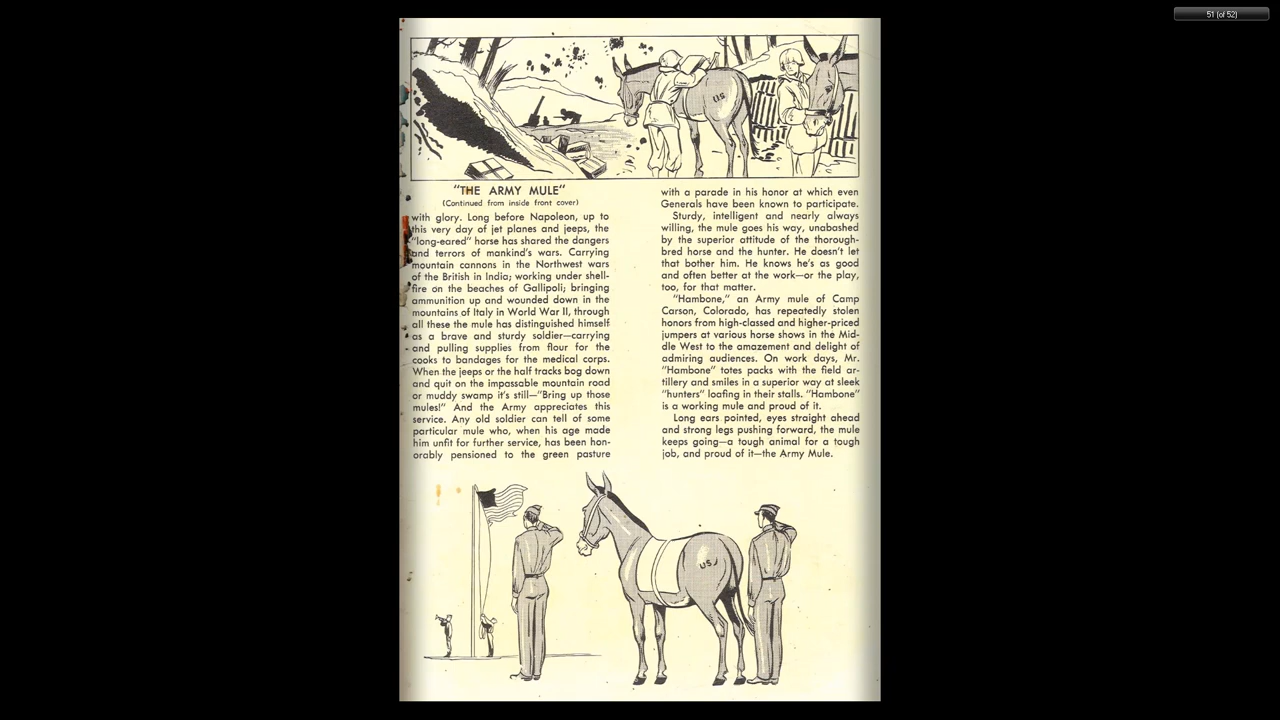 51 (of 52)
US
"THE ARMY MULE"
(Continued from inside front cover)
with glory. Long before Napoleon, up to
this very day of jet planes and jeeps, the
"long-eared" horse has shared the dangers
and terrors of mankind's wars. Carrying
mountain cannons in the Northwest wars
of the British in India; working under shell-
fire on the beaches of Gallipoli; bringing
ammunition up and wounded down in the
mountains of Italy in World War II, through
all these the mule has distinguished himself
as a brave and sturdy soldier—carrying
and pulling supplies from flour for the
cooks to bandages for the medical corps.
When the jeeps or the half tracks bog down
and quit on the impassable mountain road
or muddy swamp it's still—"Bring up those
mules!" And the Army appreciates this
service. Any old soldier can tell of some
particular mule who, when his age made
him unfit for further service, has been hon-
orably pensioned to the green pasture
with a parade in his honor at which even
Generals have been known to participate.
Sturdy, intelligent and nearly always
willing, the mule goes his way, unabashed
by the superior attitude of the thorough-
bred horse and the hunter. He doesn't let
that bother him. He knows he's as good
and often better at the work—or the play,
too, for that matter.
"Hambone," an Army mule of Camp
Carson, Colorado, has repeatedly stolen
honors from high-classed and higher-priced
jumpers at various horse shows in the Mid-
dle West to the amazement and delight of
admiring audiences. On work days, Mr.
"Hambone" totes packs with the field ar-
tillery and smiles in a superior way at sleek
"hunters" loafing in their stalls. "Hambone"
is a working mule and proud of it.
Long ears pointed, eyes straight ahead
and strong legs pushing forward, the mule
keeps going—a tough animal for a tough
job, and proud of it—the Army Mule.
US